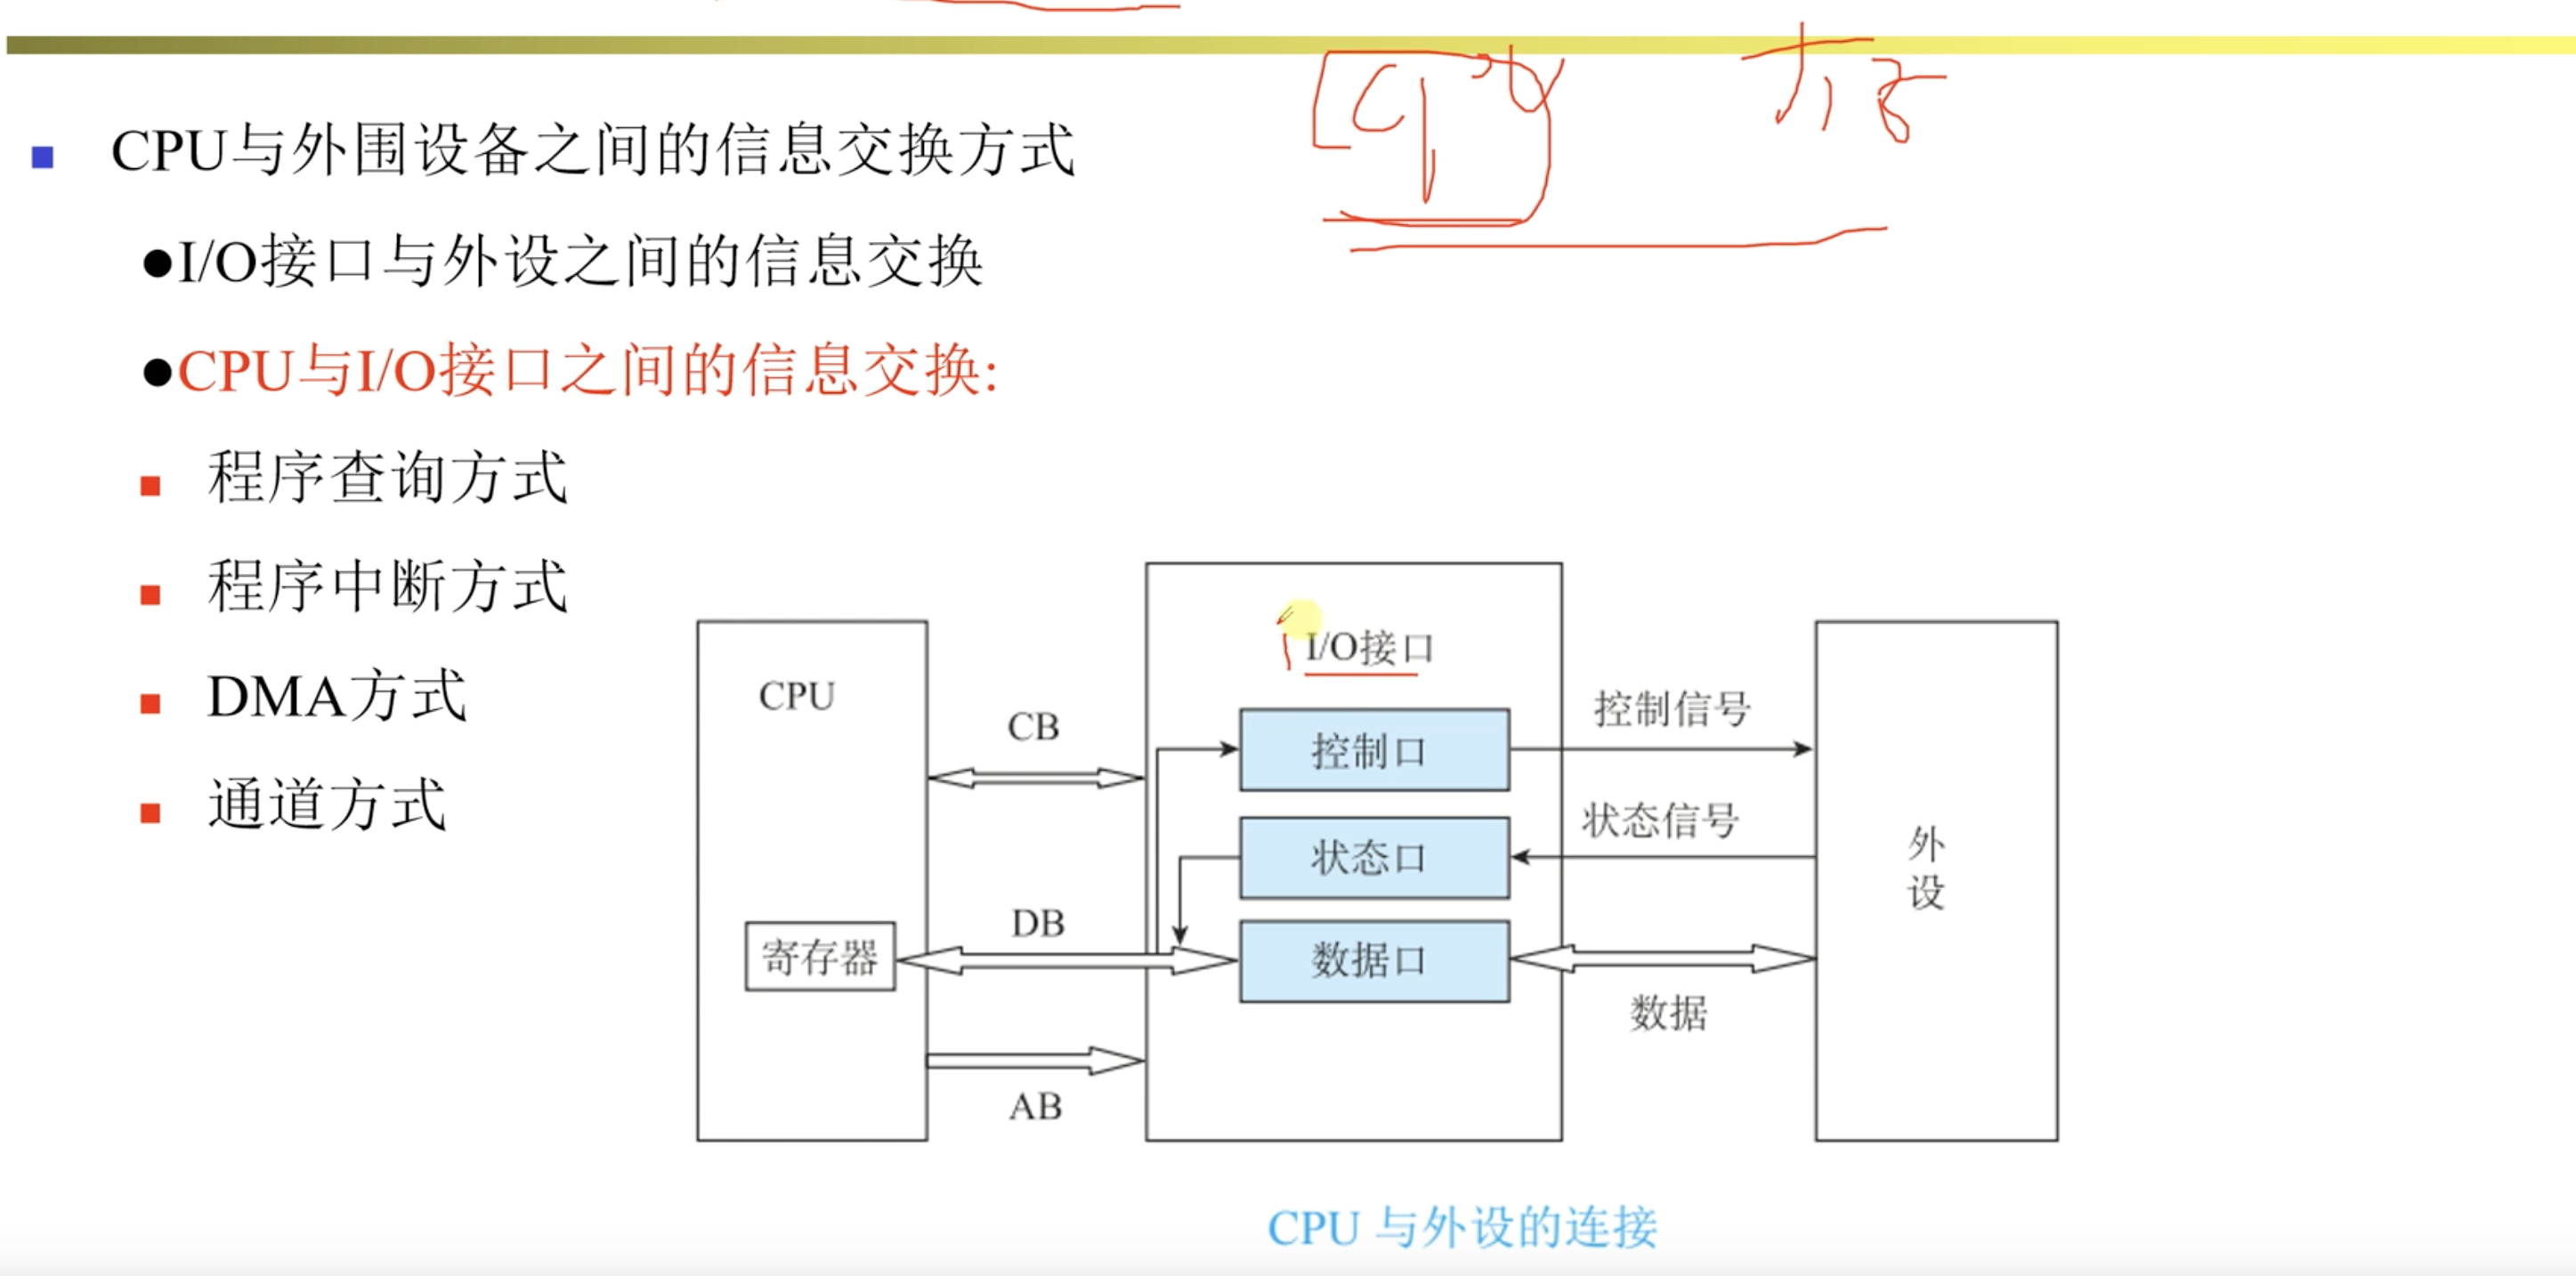 CPU与外围设备之间的信息交换方式
●I/O接口与外设之间的信息交换
●CPU与I/O接口之间的信息交换:
程序查询方式
程序中断方式
DMA方式
通道方式
CPU
寄存器
CB
DB
AB
I/O接口
控制口
状态口
数据口
控制信号
状态信号
数据
外
设
CPU 与外设的连接